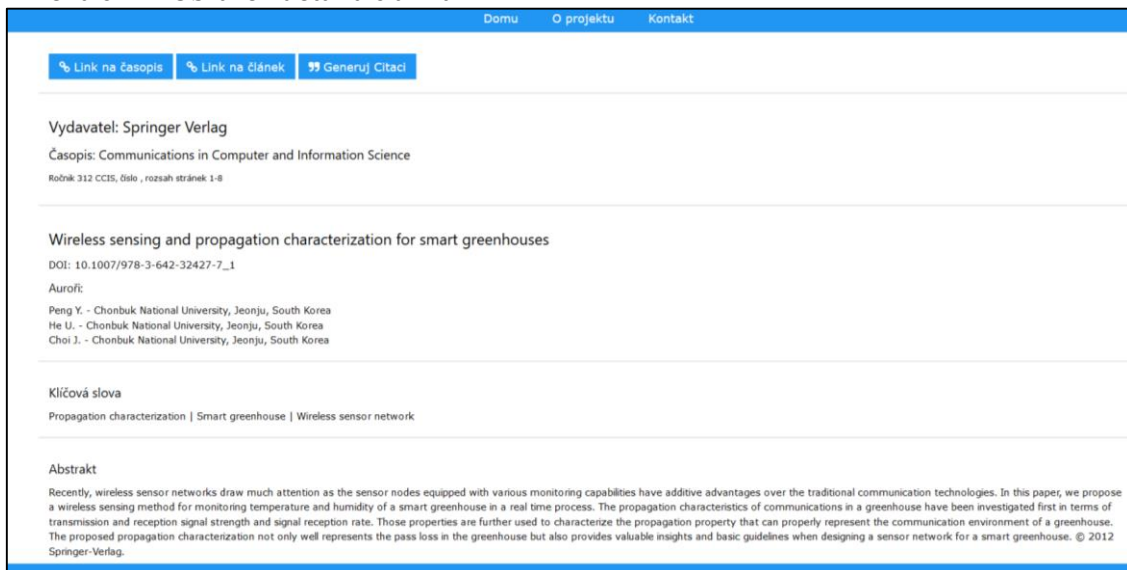 Domu O projektu Kontakt
Link na časopis Link na článek Generuj Citaci
Vydavatel: Springer Verlag
Časopis: Communications in Computer and Information Science
Ročník 312 CCIS, číslo , rozsah stránek 1-8
Wireless sensing and propagation characterization for smart greenhouses
DOI: 10.1007/978-3-642-32427-7_1
Auroři:
Peng Y. - Chonbuk National University, Jeonju, South Korea
He U. - Chonbuk National University, Jeonju, South Korea
Choi J. - Chonbuk National University, Jeonju, South Korea
Klíčová slova
Propagation characterization | Smart greenhouse | Wireless sensor network
Abstrakt
Recently, wireless sensor networks draw much attention as the sensor nodes equipped with various monitoring capabilities have additive advantages over the traditional communication technologies. In this paper, we propose
a wireless sensing method for monitoring temperature and humidity of a smart greenhouse in a real time process. The propagation characteristics of communications in a greenhouse have been investigated first in terms of
transmission and reception signal strength and signal reception rate. Those properties are further used to characterize the propagation property that can properly represent the communication environment of a greenhouse.
The proposed propagation characterization not only well represents the pass loss in the greenhouse but also provides valuable insights and basic guidelines when designing a sensor network for a smart greenhouse. © 2012
Springer-Verlag.